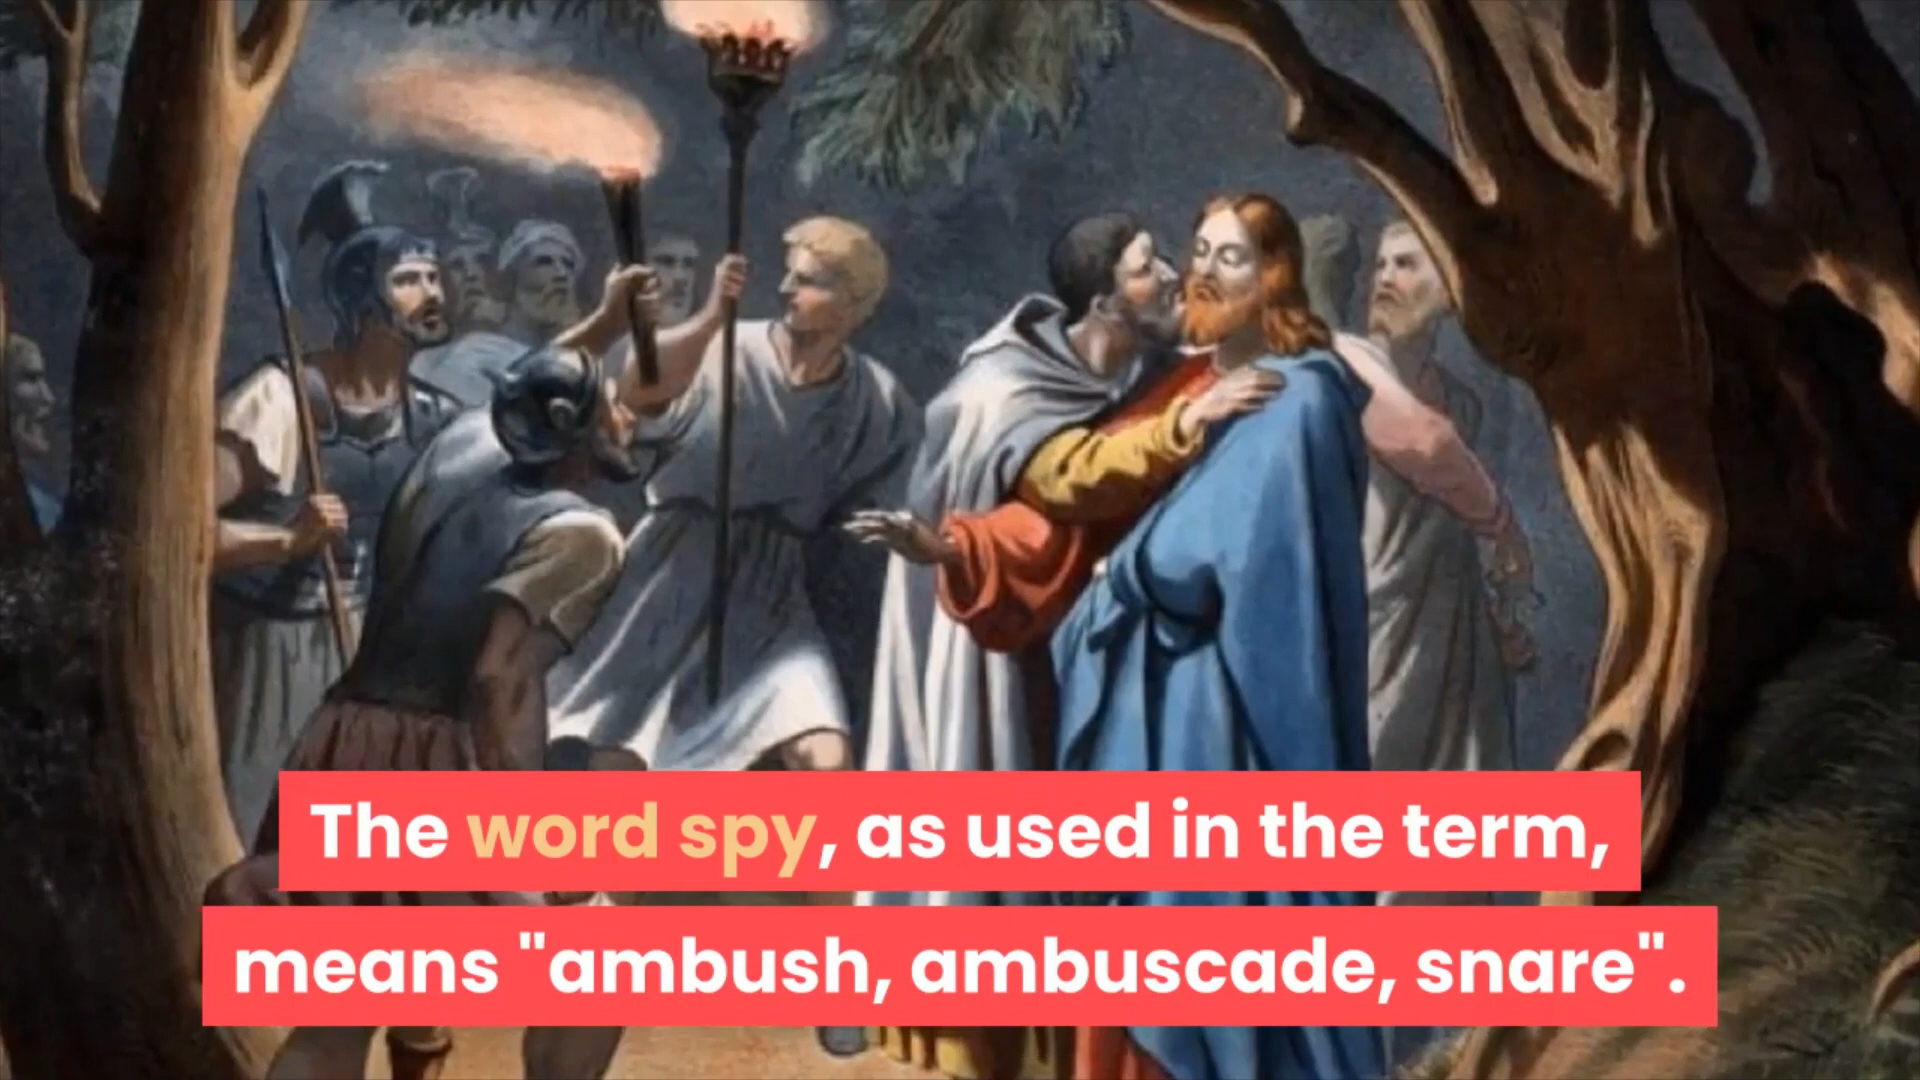 The word spy, as used in the term,
means "ambush, ambuscade, snare".